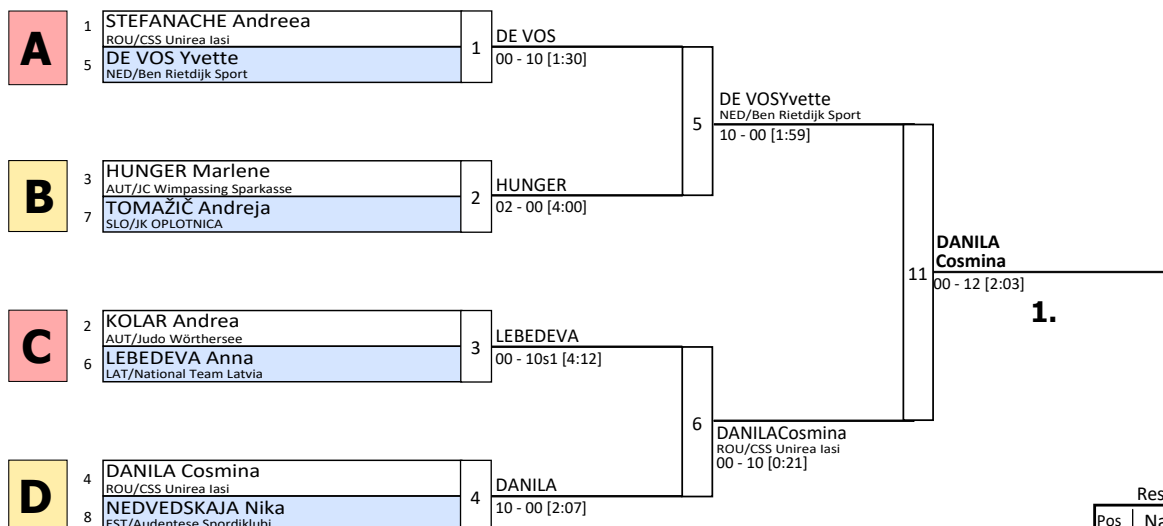 A
1 STEFANACHE Andreea
ROU/CSS Unirea Iasi
5 DE VOS Yvette
NED/Ben Rietdijk Sport
1
DE VOS
00 - 10 [1:30]
B
3 HUNGER Marlene
AUT/JC Wimpassing Sparkasse
7 TOMAŽIČ Andreja
SLO/JK OPLOTNICA
2
HUNGER
02 - 00 [4:00]
5
DE VOSYvette
NED/Ben Rietdijk Sport
10 - 00 [1:59]
C
2 KOLAR Andrea
AUT/Judo Wörthersee
6 LEBEDEVA Anna
LAT/National Team Latvia
3
LEBEDEVA
00 - 10s1 [4:12]
D
4 DANILA Cosmina
ROU/CSS Unirea Iasi
8 NEDVEDSKAJA Nika
EST/Audentese Spordiklubi
4
DANILA
10 - 00 [2:07]
6
DANILACosmina
ROU/CSS Unirea Iasi
00 - 10 [0:21]
11
DANILA
Cosmina
00 - 12 [2:03]
1.
Res
Pos Na